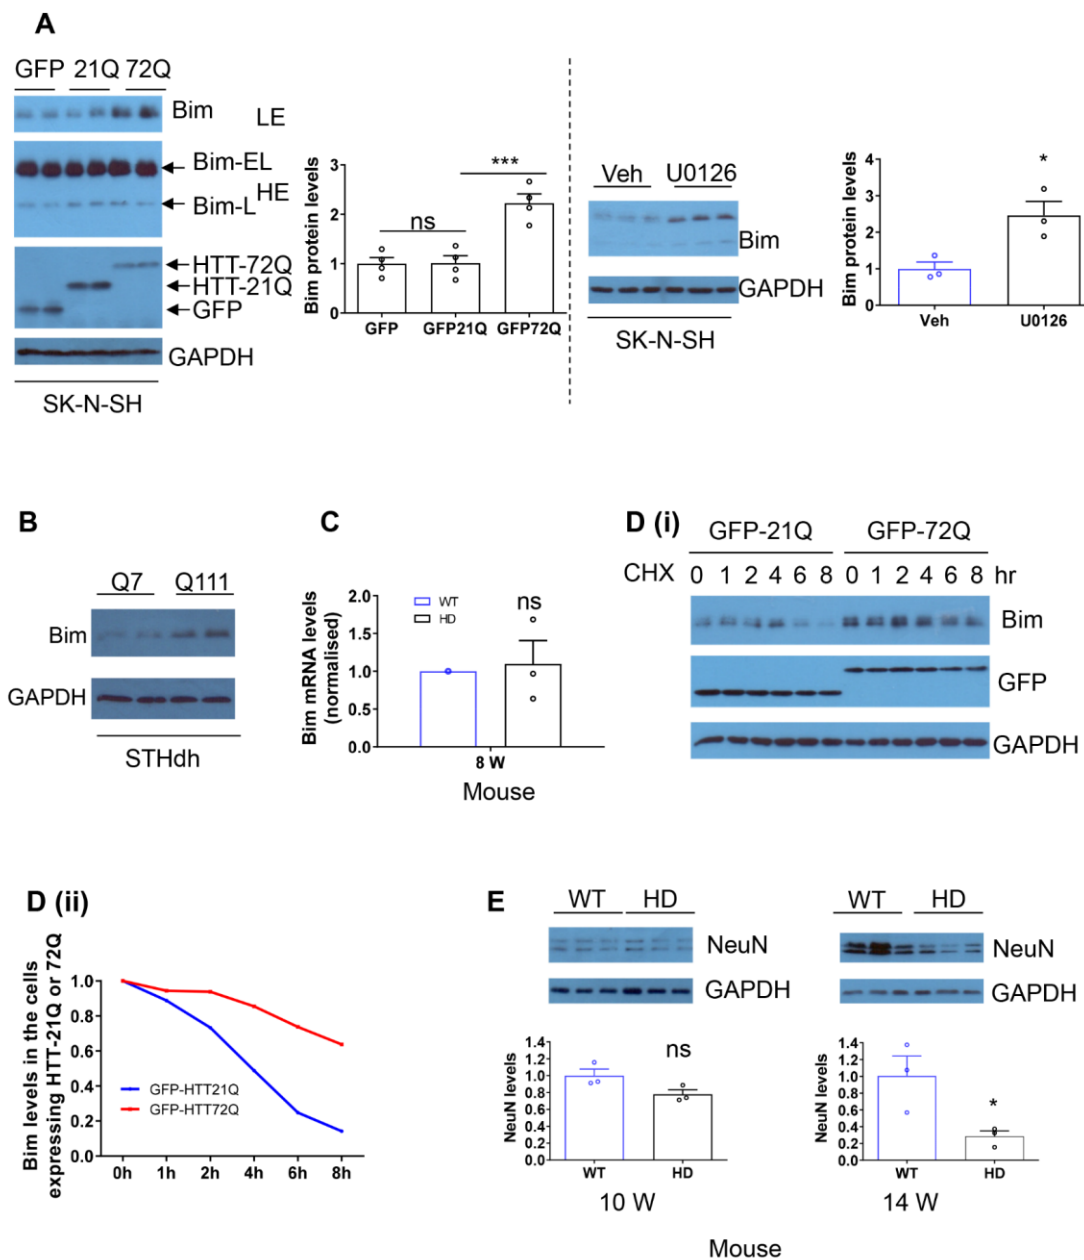 A
GFP 21Q 72Q
Bim LE
Bim-EL
HE
Bim-L
HTT-72Q
HTT-21Q
GFP
GAPDH
SK-N-SH
Bim protein levels
3
2
1
0
ns
***
GFP GFP21Q GFP72Q
Veh U0126
Bim
GAPDH
SK-N-SH
Bim protein levels
4
3
2
1
0
*
Veh U0126
B
Q7 Q111
Bim
GAPDH
STHdh
C
Bim mRNA levels
(normalised)
2.0
1.5
1.0
0.5
0.0
WT
HD
ns
8 W
Mouse
D (i)
GFP-21Q GFP-72Q
CHX 0 1 2 4 6 8 0 1 2 4 6 8 hr
Bim
GFP
GAPDH
D (ii)
Bim levels in the cells
expressing HTT-21Q or 72Q
1.0
0.8
0.6
0.4
0.2
0.0
GFP-HTT21Q
GFP-HTT72Q
0h 1h 2h 4h 6h 8h
E
WT HD
NeuN
GAPDH
NeuN levels
1.4
1.2
1.0
0.8
0.6
0.4
0.2
0.0
ns
WT HD
10 W
WT HD
NeuN
GAPDH
NeuN levels
1.4
1.2
1.0
0.8
0.6
0.4
0.2
0.0
*
WT HD
14 W
Mouse